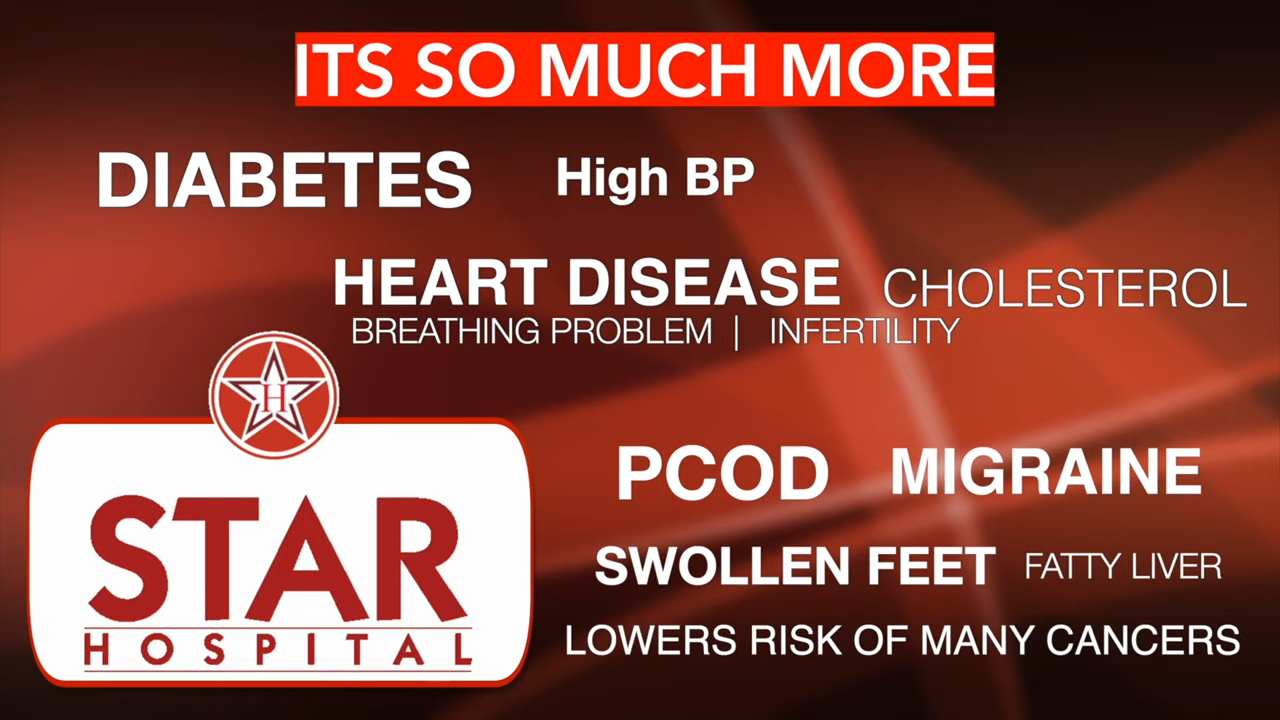 ITS SO MUCH MORE
DIABETES High BP
HEART DISEASE CHOLESTEROL
BREATHING PROBLEM | INFERTILITY
H
STAR
HOSPITAL
PCOD MIGRAINE
SWOLLEN FEET FATTY LIVER
LOWERS RISK OF MANY CANCERS